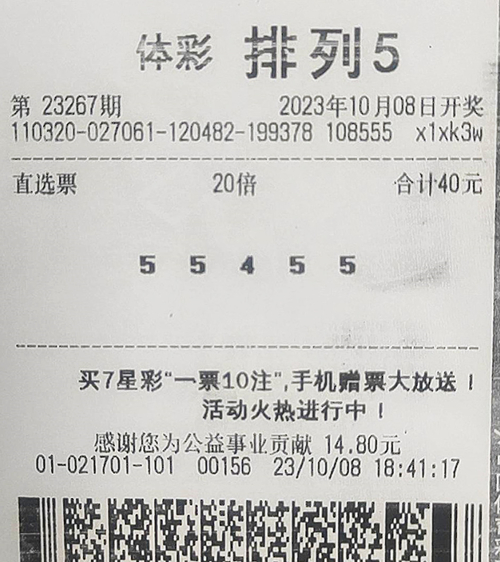 体彩 排列5
第 23267期 2023年10月08日开奖
110320-027061-120482-199378 108555 x1xk3w
直选票 20倍 合计40元
5 5 4 5 5
买7星彩"一票10注",手机赠票大放送!
活动火热进行中!
感谢您为公益事业贡献 14.80元
01-021701-101 00156 23/10/08 18:41:17